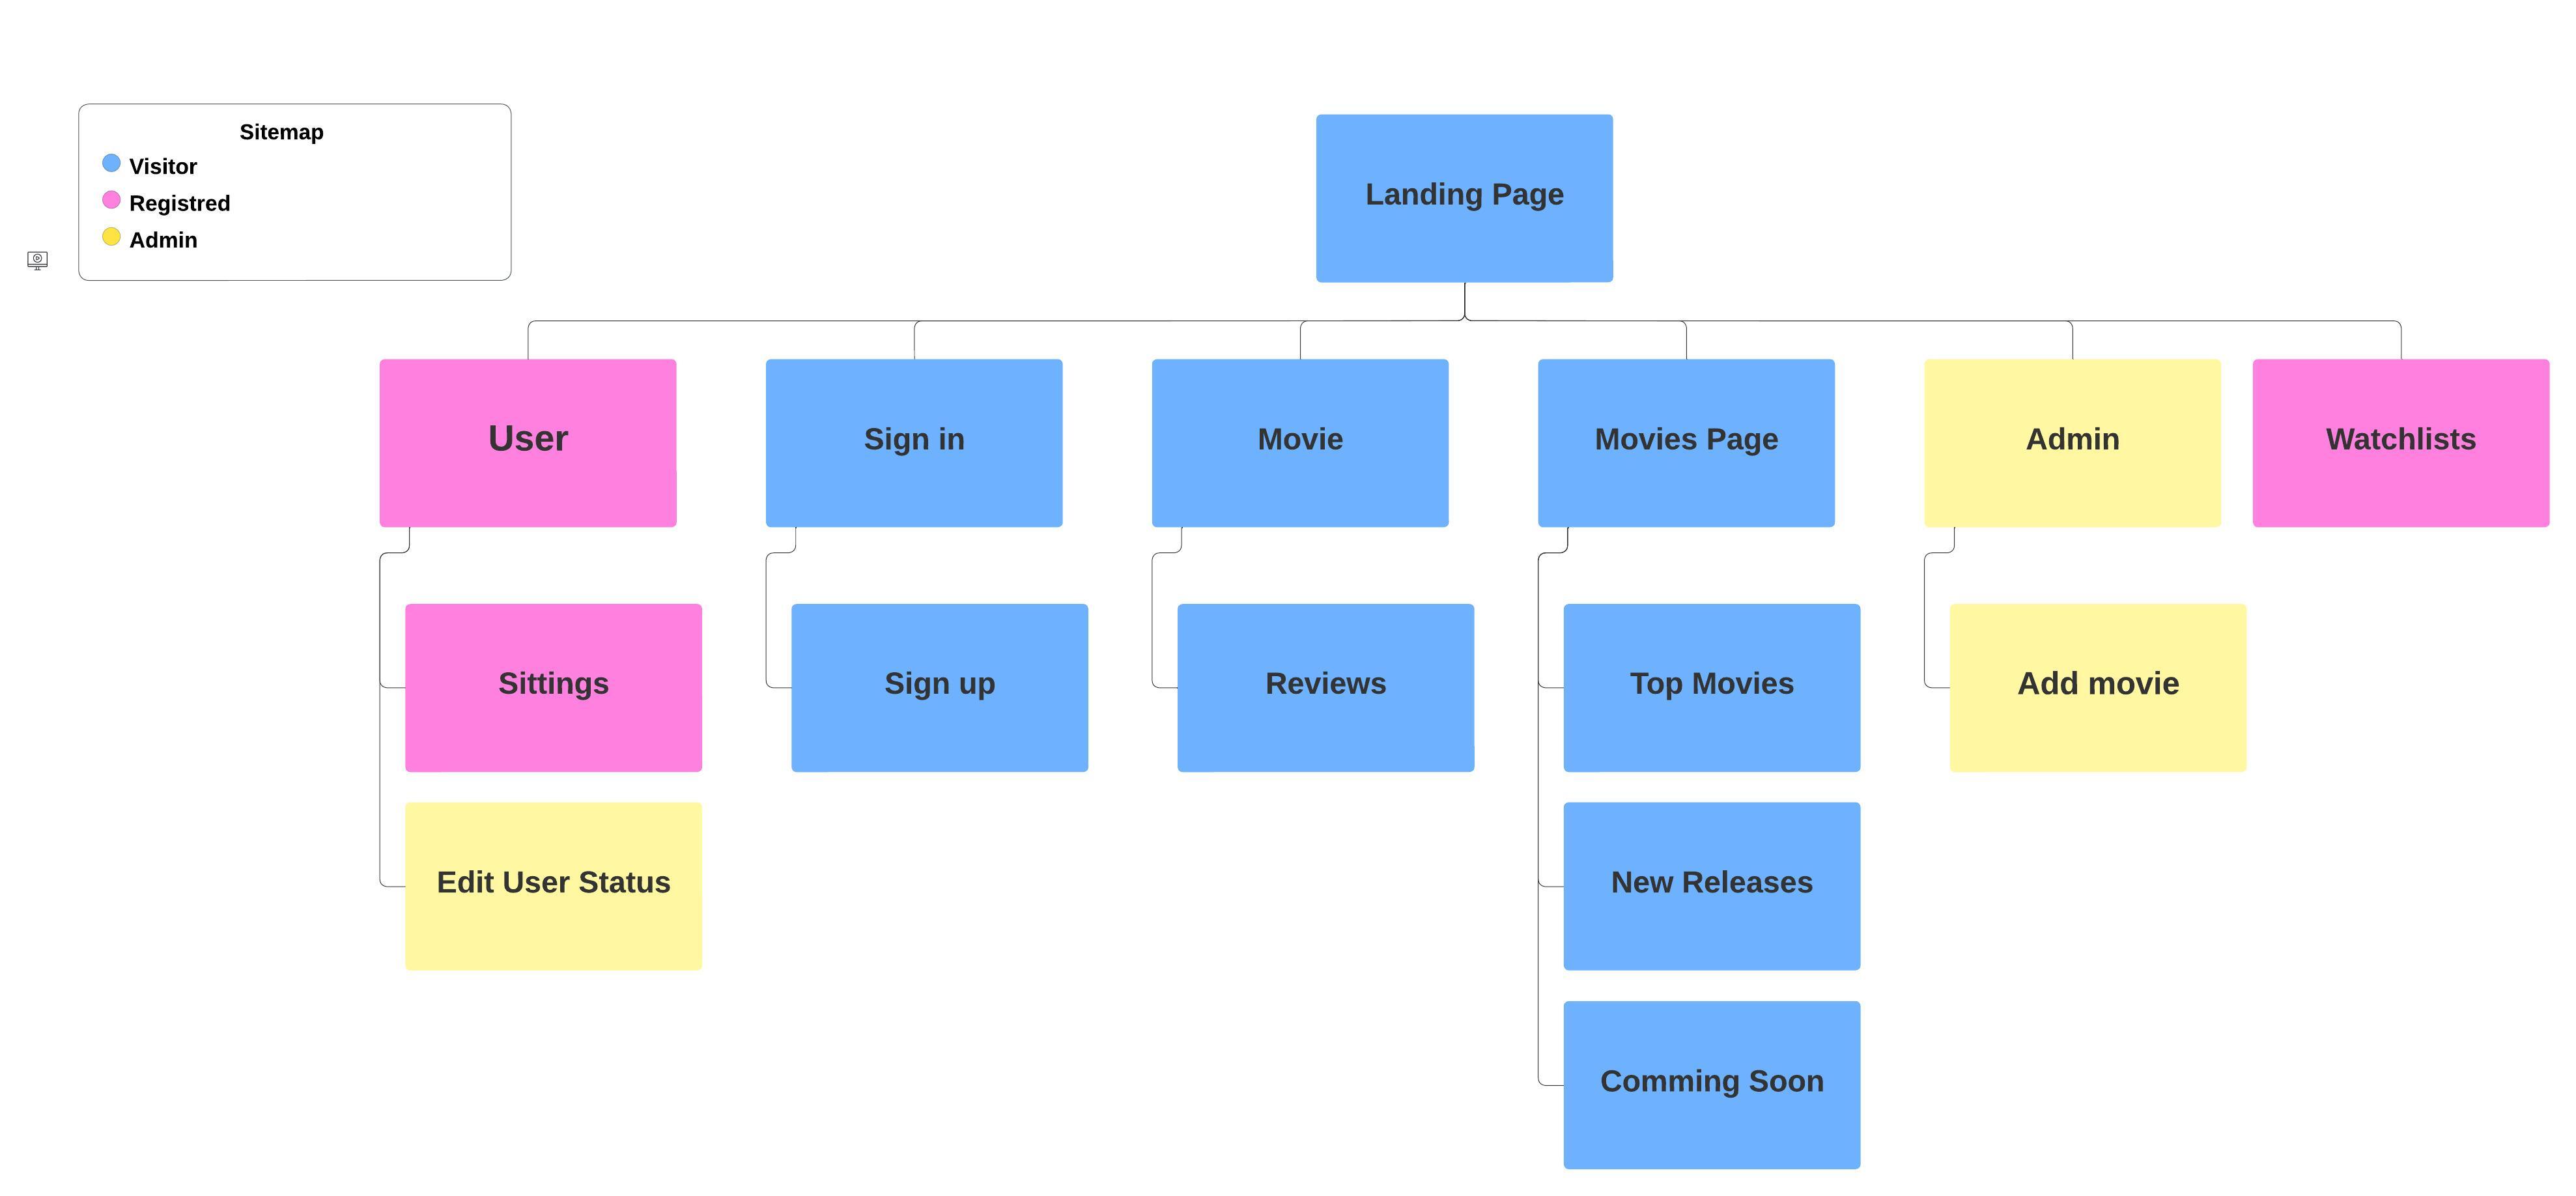 Sitemap
Visitor
Registred
Admin
Landing Page
User
Sign in
Movie
Movies Page
Admin
Watchlists
Sittings
Sign up
Reviews
Top Movies
Add movie
Edit User Status
New Releases
Comming Soon